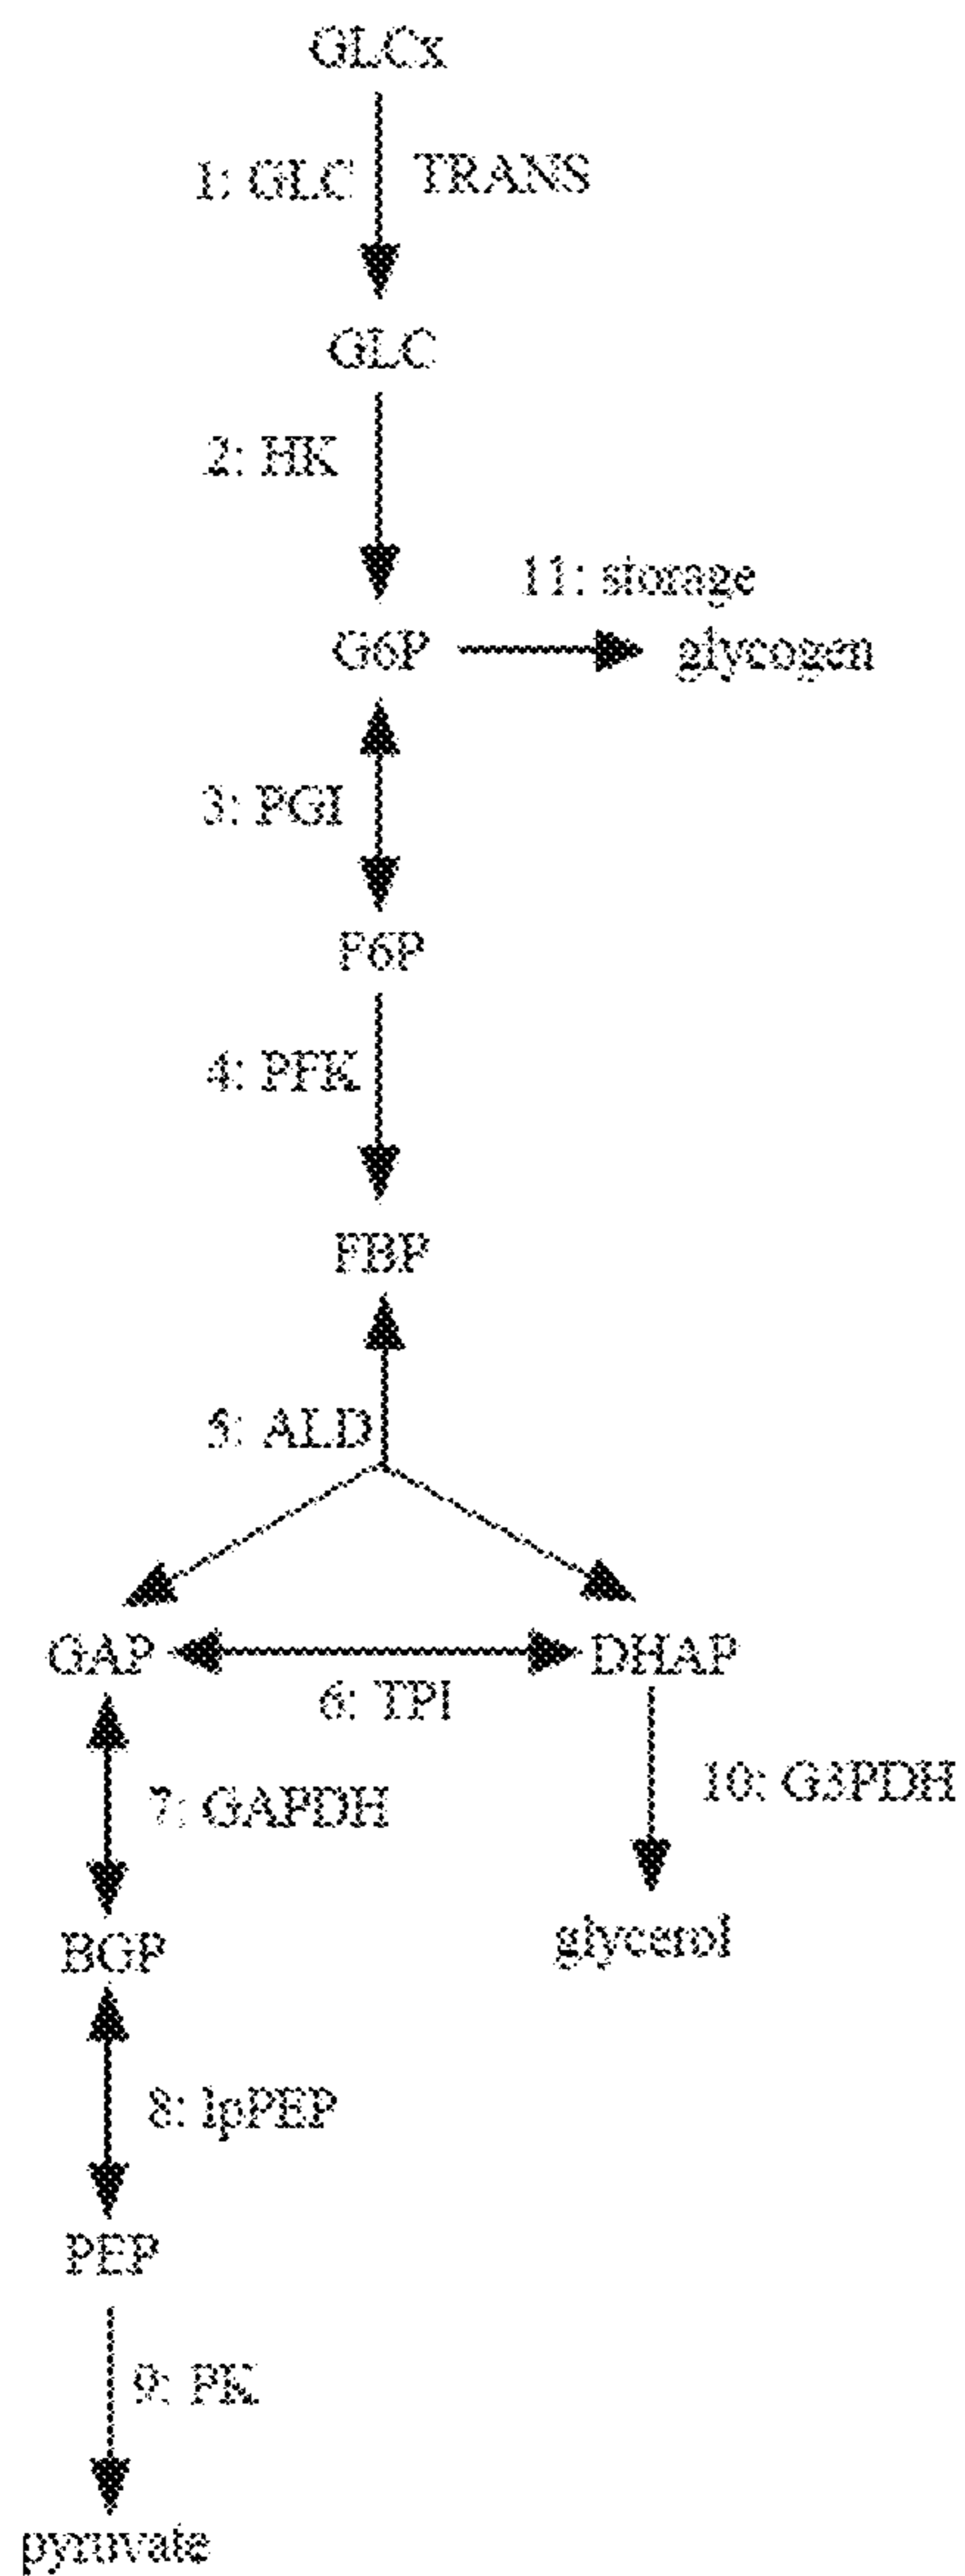 GLCx
1: GLC TRANS
GLC
2: HK
11: storage
G6P glycogen
3: PGI
F6P
4: PFK
FBP
5: ALD
GAP DHAP
6: TPI
7: GAPDH 10: G3PDH
BGP glycerol
8: lpPEP
PEP
9: PK
pyruvate